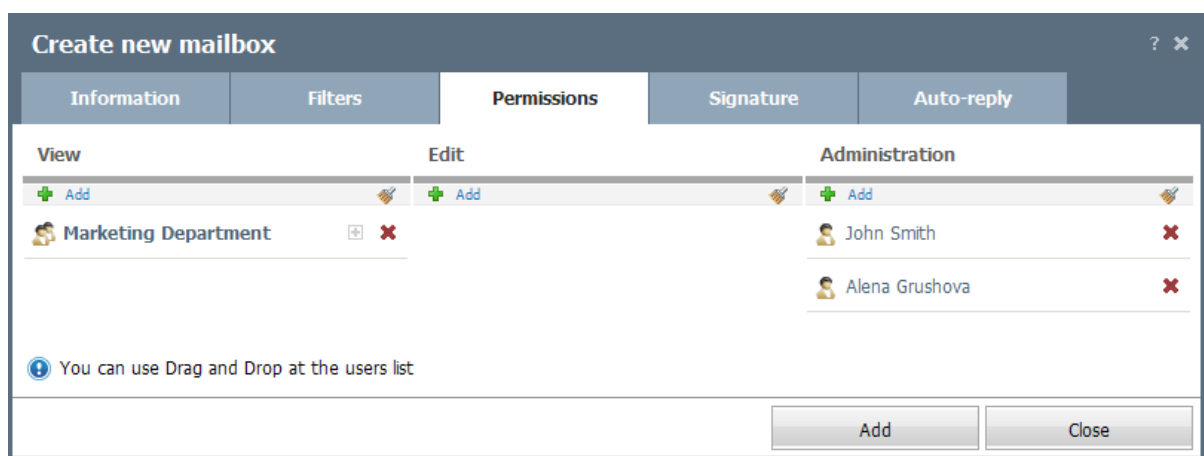 Create new mailbox ?
Information Filters Permissions Signature Auto-reply
View Edit Administration
Add Add Add
Marketing Department John Smith
Alena Grushova
You can use Drag and Drop at the users list
Add Close